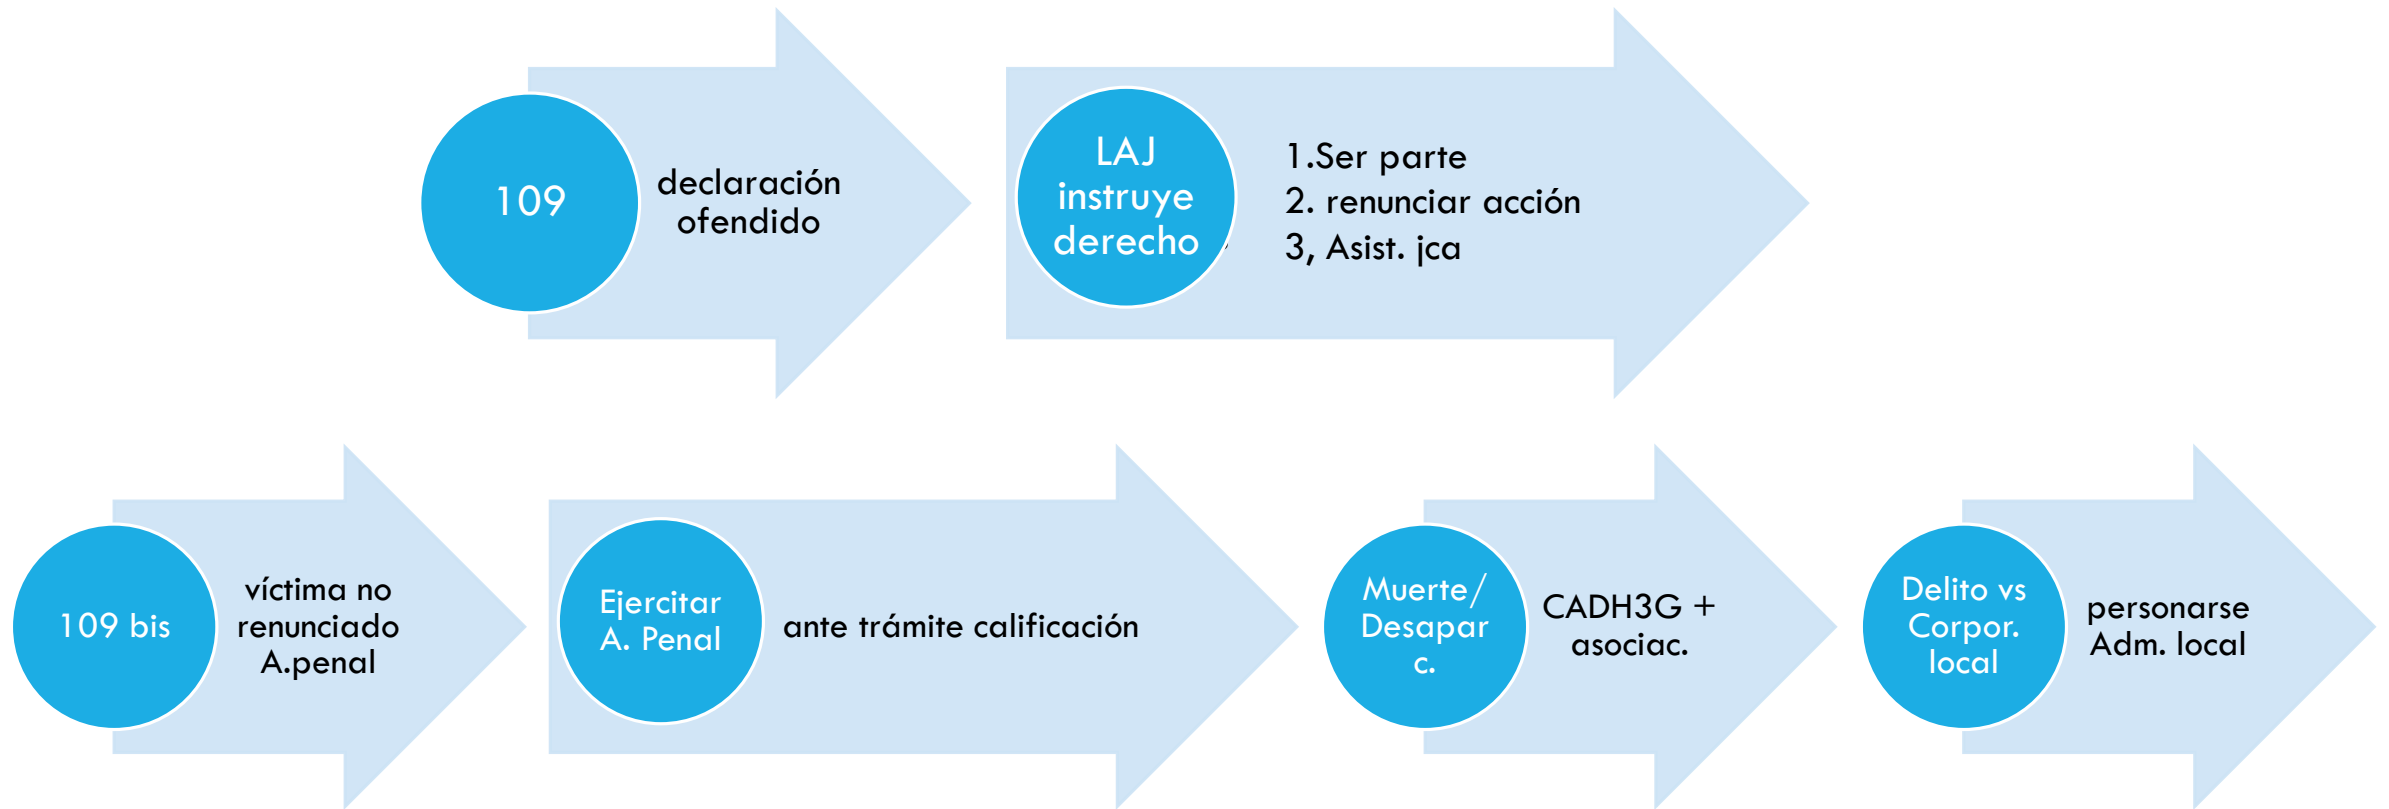 109
declaración
ofendido
LAJ
instruye
derecho
1.Ser parte
2. renunciar acción
3, Asist. jca
109 bis
víctima no
renunciado
A.penal
Ejercitar
A. Penal
ante trámite calificación
Muerte/
Desapar
c.
CADH3G +
asociac.
Delito vs
Corpor.
local
personarse
Adm. local